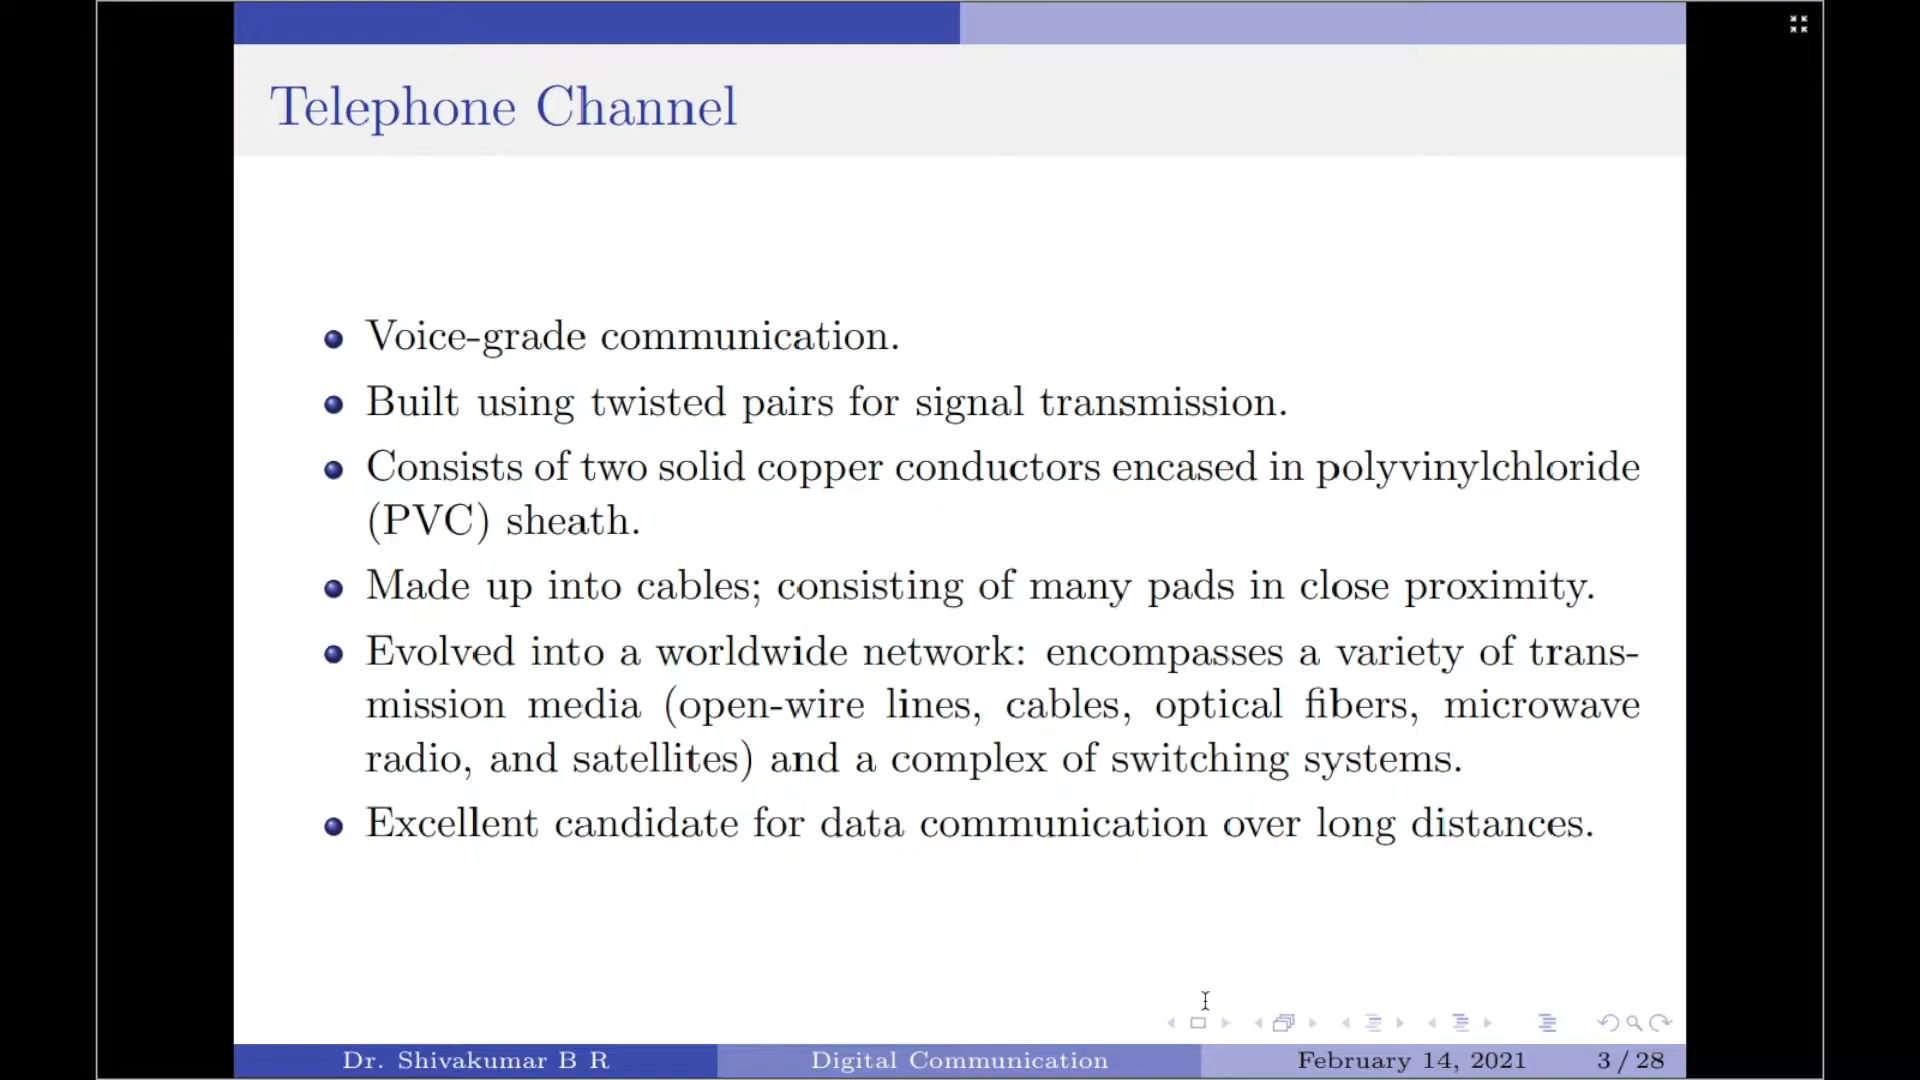 Telephone Channel
Voice-grade communication.
Built using twisted pairs for signal transmission.
Consists of two solid copper conductors encased in polyvinylchloride
(PVC) sheath.
Made up into cables; consisting of many pads in close proximity.
Evolved into a worldwide network: encompasses a variety of trans-
mission media (open-wire lines, cables, optical fibers, microwave
radio, and satellites) and a complex of switching systems.
Excellent candidate for data communication over long distances.
Dr. Shivakumar B R Digital Communication February 14, 2021 3 / 28